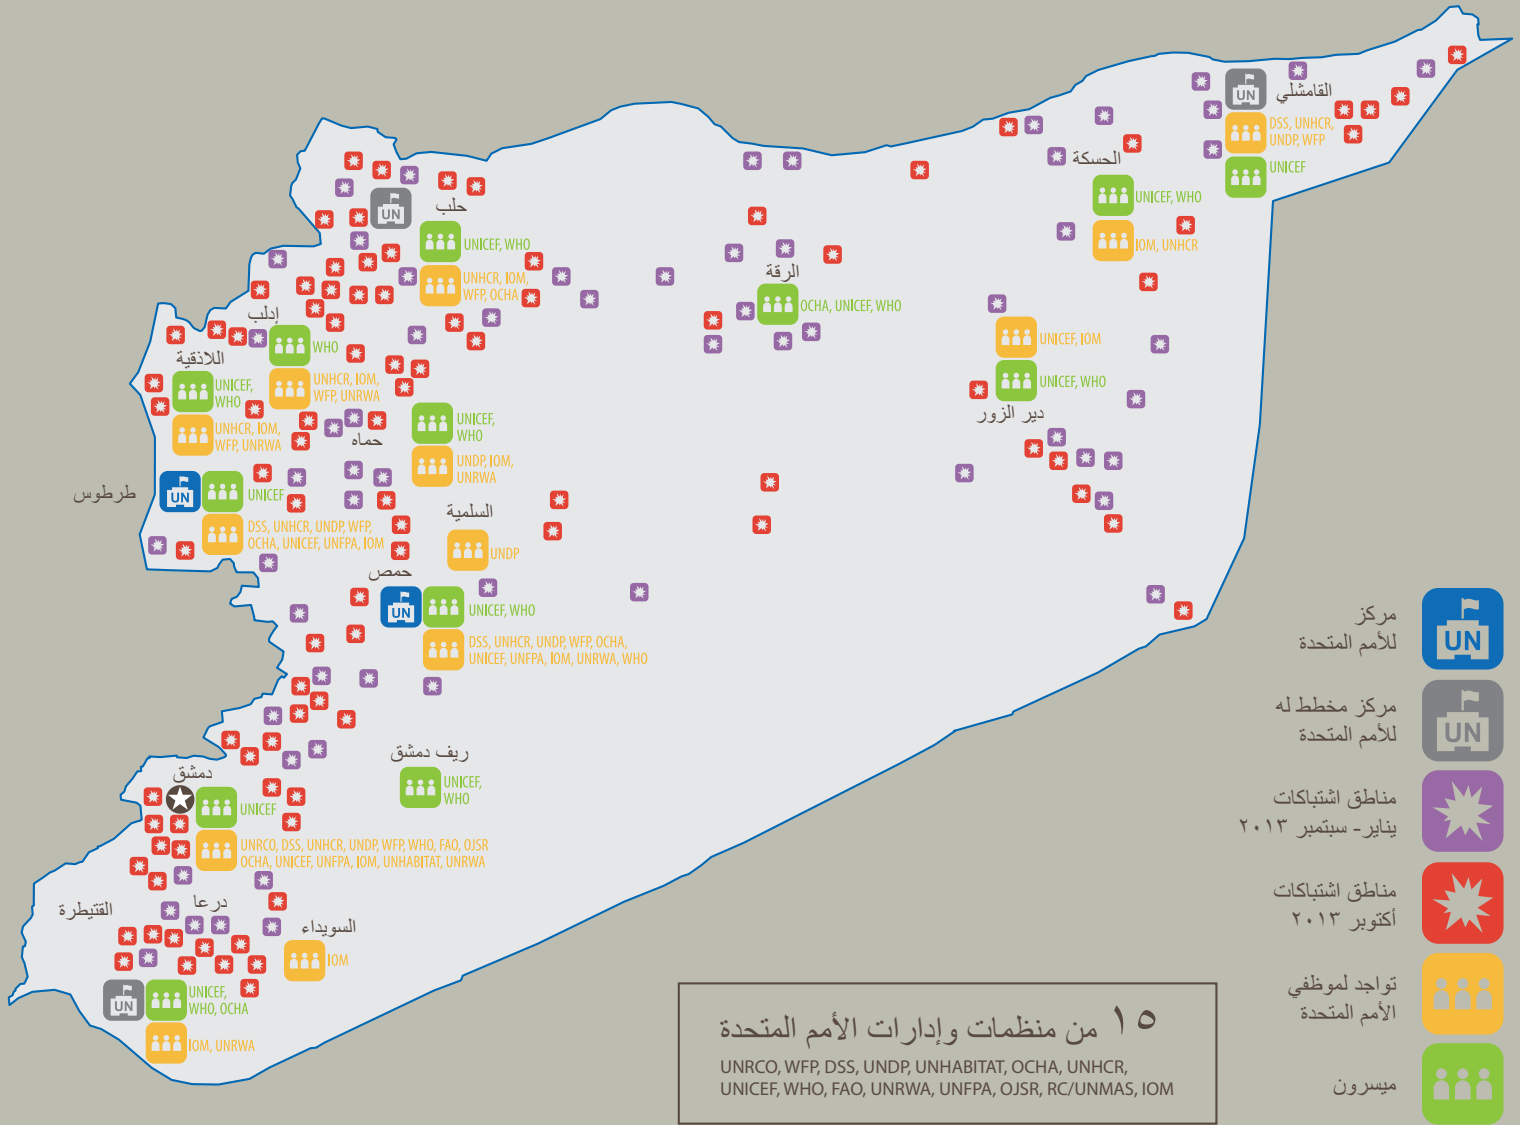 القامشلي
UN
DSS, UNHCR,
UNDP, WFP
UNICEF
الحسكة
UNICEF, WHO
IOM, UNHCR
حلب
UN
UNICEF, WHO
UNHCR, IOM,
WFP, OCHA
الرقة
OCHA, UNICEF, WHO
إدلب
WHO
UNHCR, IOM,
WFP, UNRWA
اللاذقية
UNICEF,
WHO
UNHCR, IOM,
WFP, UNRWA
UNICEF, IOM
UNICEF, WHO
دير الزور
حماه
UNICEF,
WHO
UNDP, IOM,
UNRWA
طرطوس
UN
UNICEF
DSS, UNHCR, UNDP, WFP,
OCHA, UNICEF, UNFPA, IOM
السلمية
UNDP
حمص
UN
UNICEF, WHO
DSS, UNHCR, UNDP, WFP, OCHA,
UNICEF, UNFPA, IOM, UNRWA, WHO
ريف دمشق
UNICEF,
WHO
دمشق
UNICEF
UNRCO, DSS, UNHCR, UNDP, WFP, WHO, FAO, OJSR
OCHA, UNICEF, UNFPA, IOM, UNHABITAT, UNRWA
درعا
القتيطرة
السويداء
IOM
UN
UNICEF,
WHO, OCHA
IOM, UNRWA
UN
مركز
للأمم المتحدة
UN
مركز مخطط له
للأمم المتحدة
مناطق اشتباكات
يناير- سبتمبر ٢٠١٣
مناطق اشتباكات
أكتوبر ٢٠١٣
تواجد لموظفي
الأمم المتحدة
ميسرون
١٥ من منظمات وإدارات الأمم المتحدة
UNRCO, WFP, DSS, UNDP, UNHABITAT, OCHA, UNHCR,
UNICEF, WHO, FAO, UNRWA, UNFPA, OJSR, RC/UNMAS, IOM